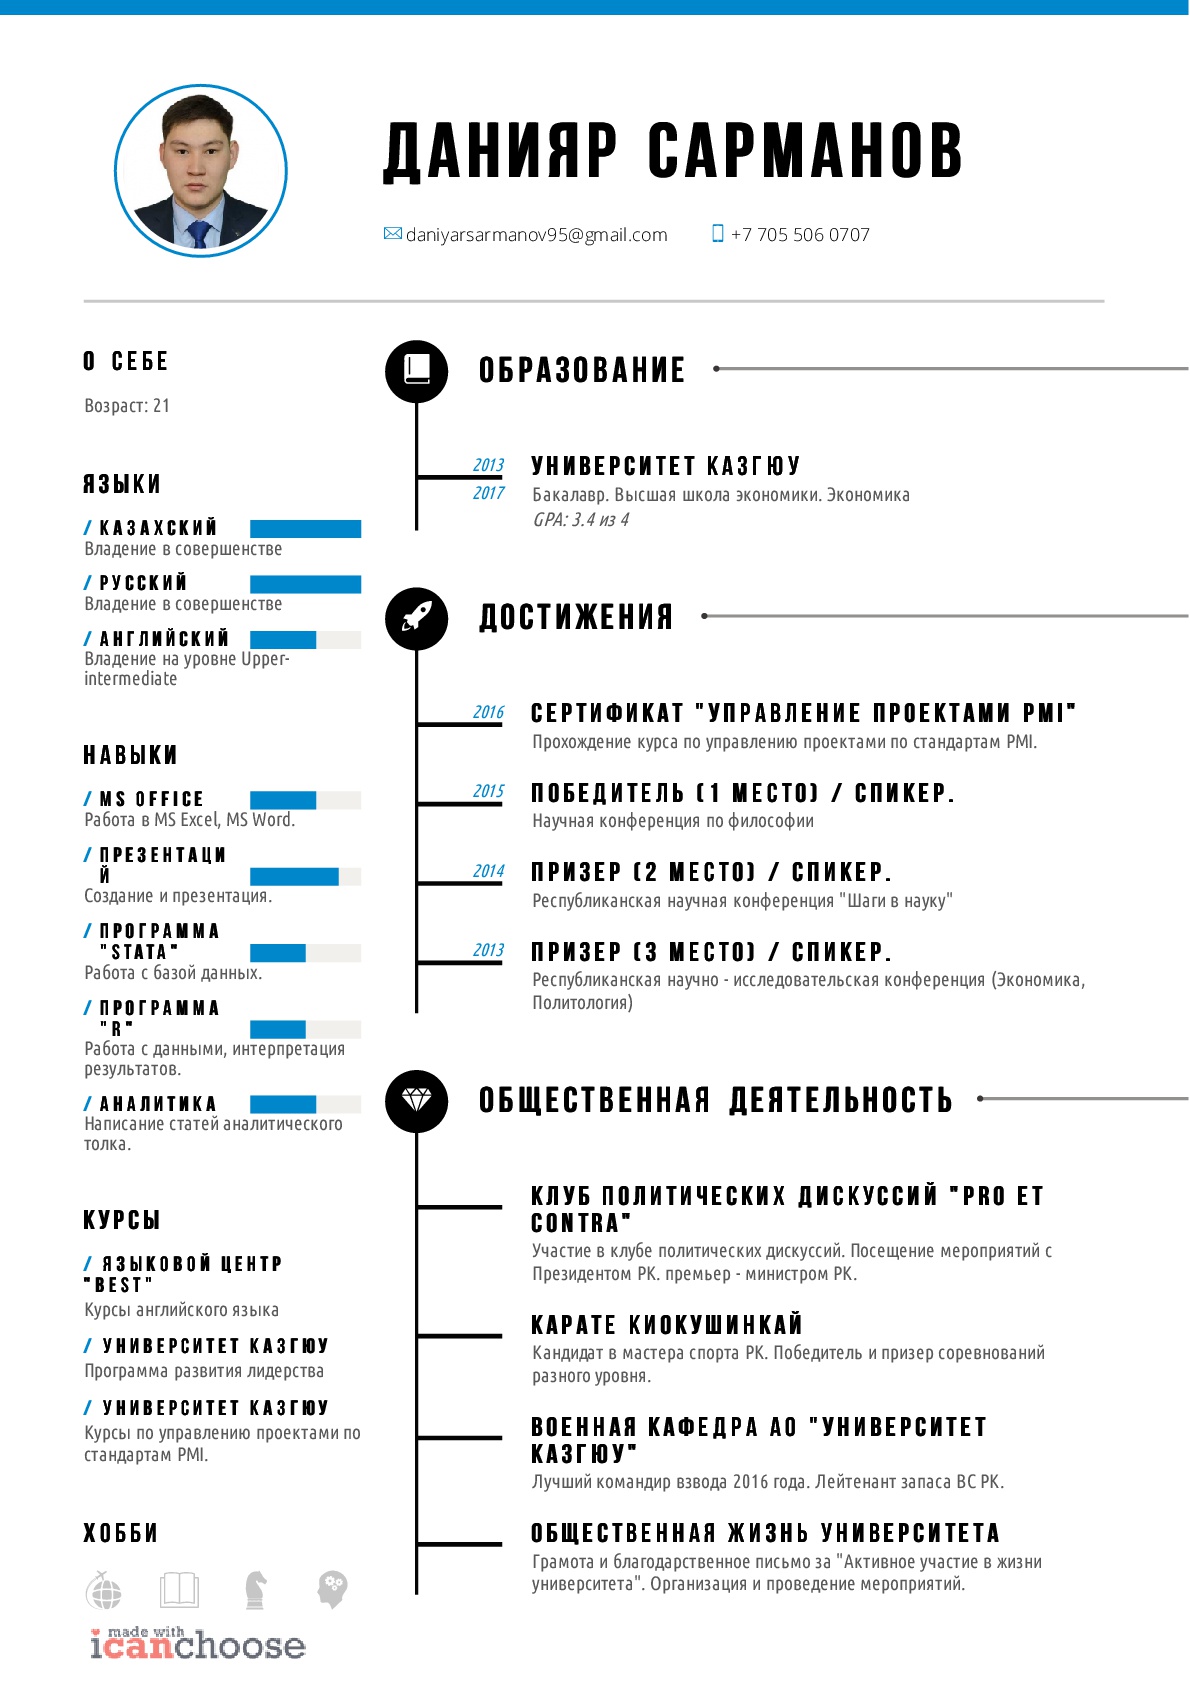 ДАНИЯР САРМАНОВ
daniyarsarmanov95@gmail.com
+7 705 506 0707
О СЕБЕ
Возраст: 21
ЯЗЫКИ
/ КАЗАХСКИЙ
Владение в совершенстве
/ РУССКИЙ
Владение в совершенстве
/ АНГЛИЙСКИЙ
Владение на уровне Upper-
intermediate
НАВЫКИ
/ MS OFFICE
Работа в MS Excel, MS Word.
/ ПРЕЗЕНТАЦИ
Й
Создание и презентация.
/ ПРОГРАММА
"STATA"
Работа с базой данных.
/ ПРОГРАММА
"R"
Работа с данными, интерпретация
результатов.
/ АНАЛИТИКА
Написание статей аналитического
толка.
КУРСЫ
/ ЯЗЫКОВОЙ ЦЕНТР
"BEST"
Курсы английского языка
/ УНИВЕРСИТЕТ КАЗГЮУ
Программа развития лидерства
/ УНИВЕРСИТЕТ КАЗГЮУ
Курсы по управлению проектами по
стандартам PMI.
ХОББИ
made with
icanchoose
ОБРАЗОВАНИЕ
2013
2017
УНИВЕРСИТЕТ КАЗГЮУ
Бакалавр. Высшая школа экономики. Экономика
GPA: 3.4 из 4
ДОСТИЖЕНИЯ
2016
СЕРТИФИКАТ "УПРАВЛЕНИЕ ПРОЕКТАМИ PMI"
Прохождение курса по управлению проектами по стандартам PMI.
2015
ПОБЕДИТЕЛЬ (1 МЕСТО) / СПИКЕР.
Научная конференция по философии
2014
ПРИЗЕР (2 МЕСТО) / СПИКЕР.
Республиканская научная конференция "Шаги в науку"
2013
ПРИЗЕР (3 МЕСТО) / СПИКЕР.
Республиканская научно - исследовательская конференция (Экономика,
Политология)
ОБЩЕСТВЕННАЯ ДЕЯТЕЛЬНОСТЬ
КЛУБ ПОЛИТИЧЕСКИХ ДИСКУССИЙ "PRO ET
CONTRA"
Участие в клубе политических дискуссий. Посещение мероприятий с
Президентом РК. премьер - министром РК.
КАРАТЕ КИОКУШИНКАЙ
Кандидат в мастера спорта РК. Победитель и призер соревнований
разного уровня.
ВОЕННАЯ КАФЕДРА АО "УНИВЕРСИТЕТ
КАЗГЮУ"
Лучший командир взвода 2016 года. Лейтенант запаса ВС РК.
ОБЩЕСТВЕННАЯ ЖИЗНЬ УНИВЕРСИТЕТА
Грамота и благодарственное письмо за "Активное участие в жизни
университета". Организация и проведение мероприятий.